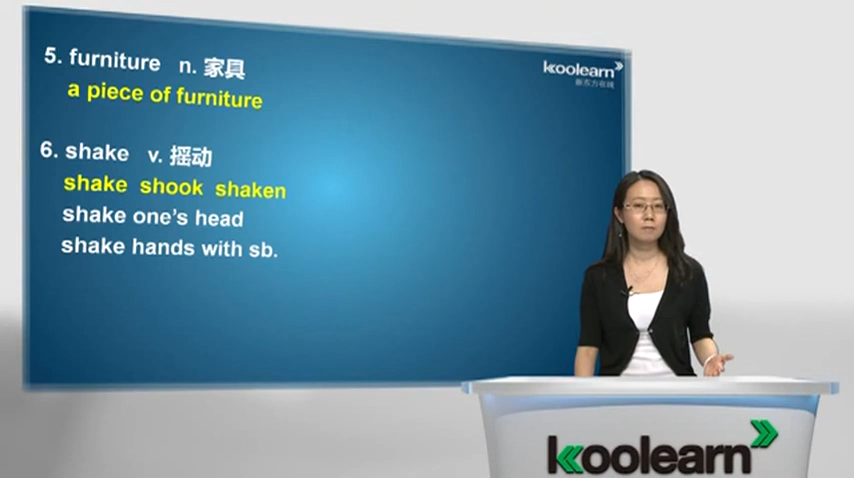 5. furniture n. 家具
a piece of furniture
6. shake v. 摇动
shake shook shaken
shake one's head
shake hands with sb.
koolearn
新东方在线
koolearn